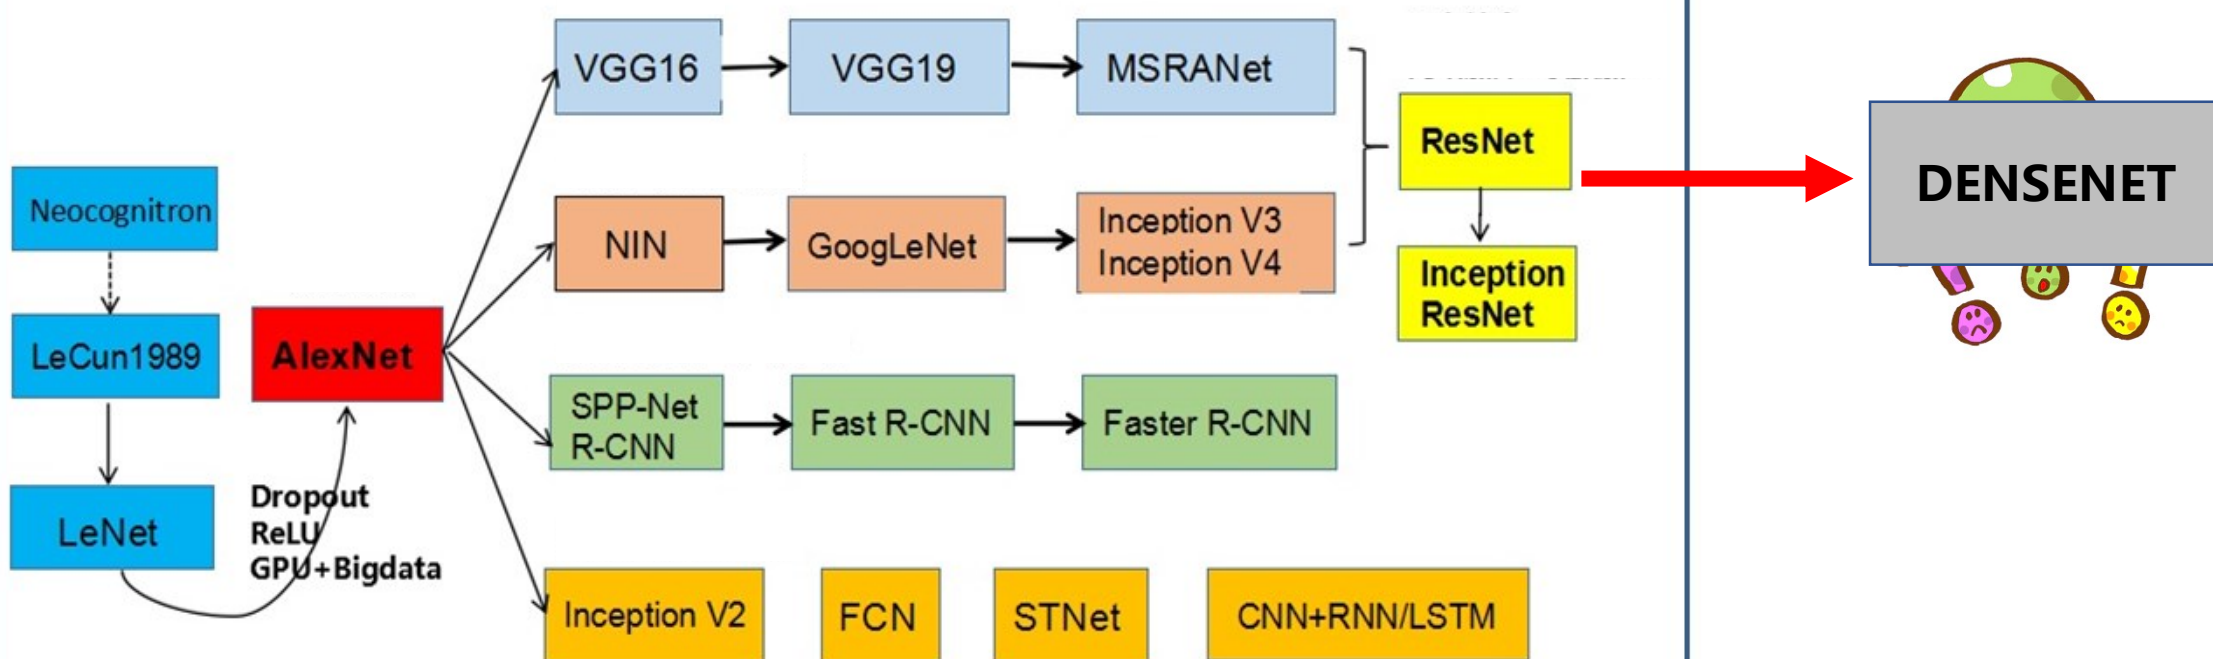 VGG16
VGG19
MSRANet
ResNet
DENSENET
Neocognitron
NIN
GoogLeNet
Inception V3
Inception V4
Inception
ResNet
LeCun1989
AlexNet
SPP-Net
R-CNN
Fast R-CNN
Faster R-CNN
LeNet
Dropout
ReLU
GPU+Bigdata
Inception V2
FCN
STNet
CNN+RNN/LSTM